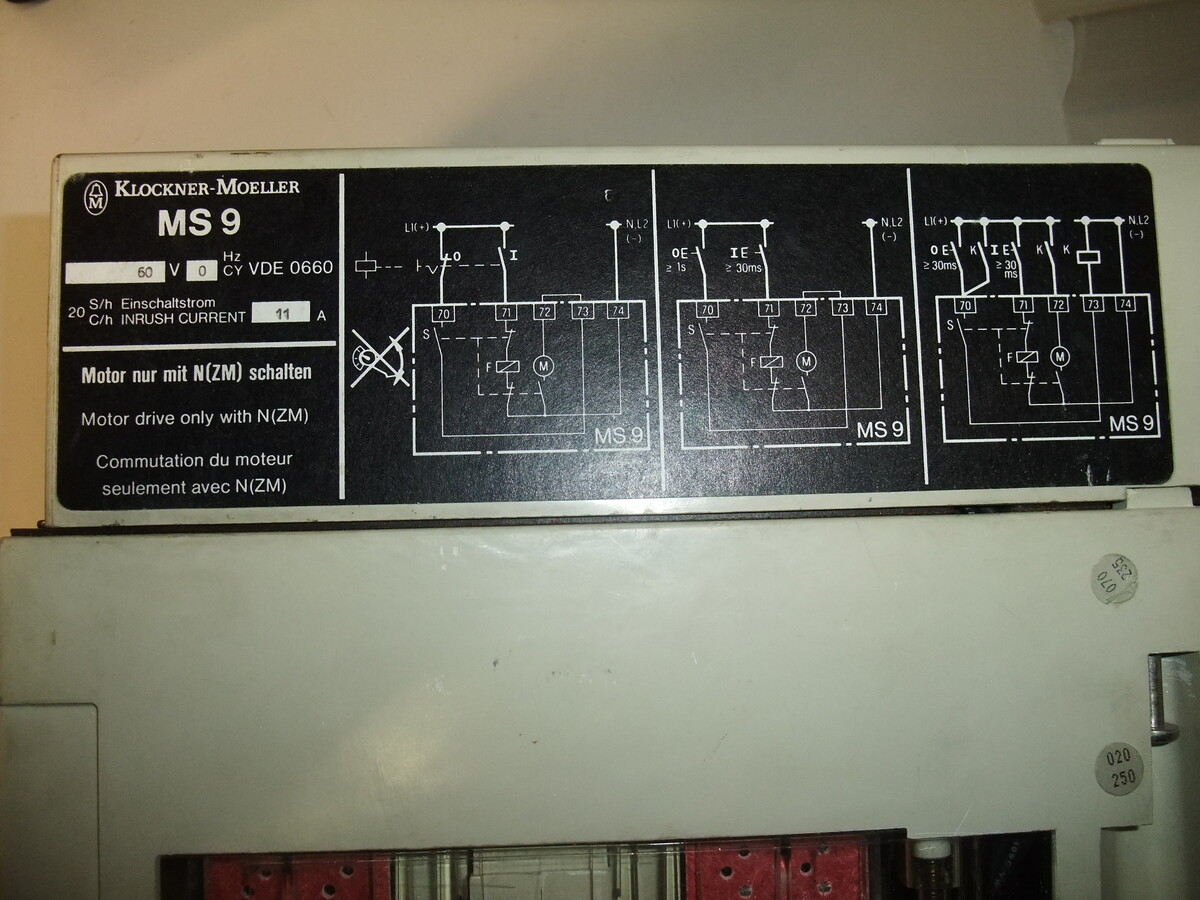 KLOCKNER-MOELLER
MS 9
60 V 0 Hz CY VDE 0660
20 S/h Einschaltstrom
C/h INRUSH CURRENT 11 A
Motor nur mit N(ZM) schalten
Motor drive only with N(ZM)
Commutation du moteur
seulement avec N(ZM)
L1(+) N,L2
(-)
O I
70 71 72 73 74
S
F M
MS 9
L1(+) N,L2
(-)
OE IE
≥ 1s ≥ 30ms
70 71 72 73 74
S
F M
MS 9
L1(+) N,L2
(-)
OE K IE K K
≥ 30ms ≥ 30 ms
70 71 72 73 74
S
F M
MS 9
070
235
020
250